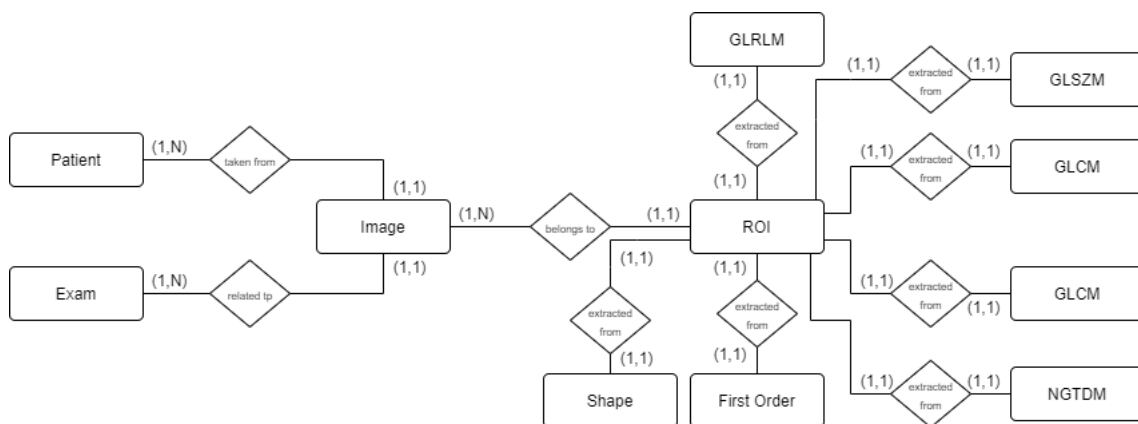 GLRLM
(1,1)
extracted
from
(1,1)
(1,1)
extracted
from
(1,1)
GLSZM
Patient
(1,N)
taken from
(1,1)
(1,1)
extracted
from
(1,1)
GLCM
Image
(1,N)
belongs to
(1,1)
ROI
Exam
(1,N)
related tp
(1,1)
(1,1)
extracted
from
(1,1)
Shape
(1,1)
extracted
from
(1,1)
First Order
(1,1)
extracted
from
(1,1)
GLCM
(1,1)
extracted
from
(1,1)
NGTDM